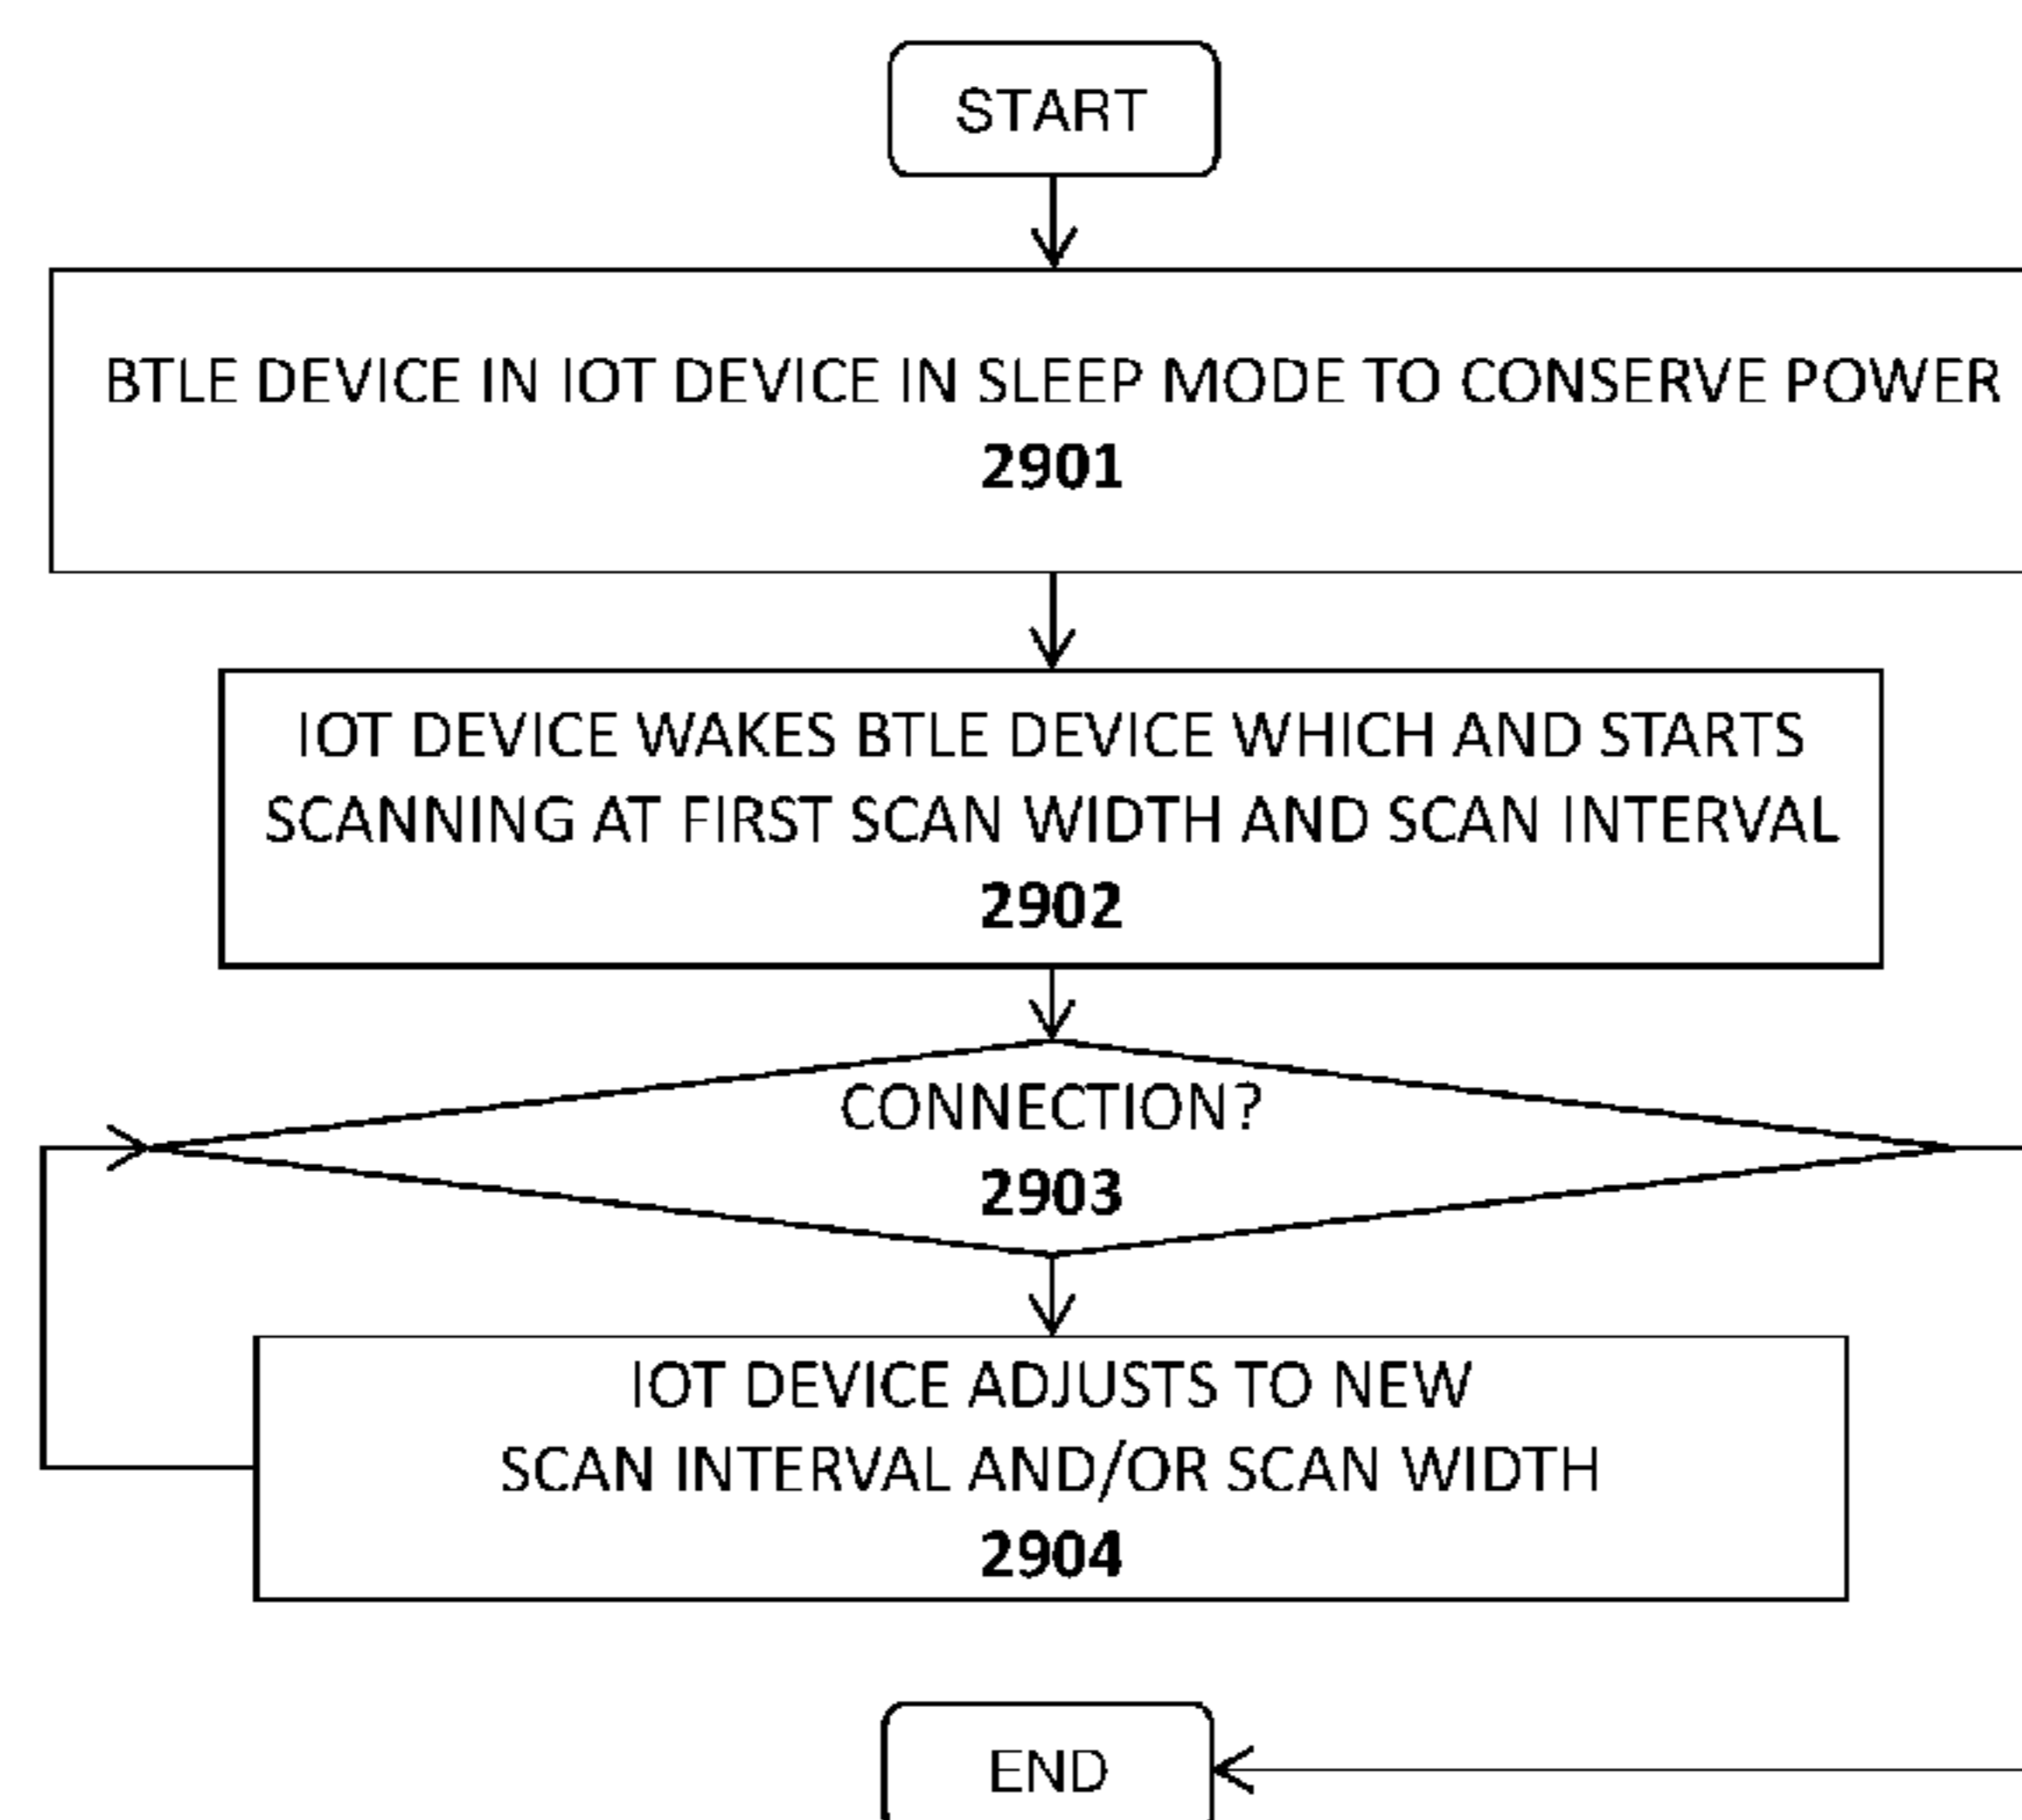 START
BTLE DEVICE IN IOT DEVICE IN SLEEP MODE TO CONSERVE POWER
2901
IOT DEVICE WAKES BTLE DEVICE WHICH AND STARTS
SCANNING AT FIRST SCAN WIDTH AND SCAN INTERVAL
2902
CONNECTION?
2903
IOT DEVICE ADJUSTS TO NEW
SCAN INTERVAL AND/OR SCAN WIDTH
2904
END